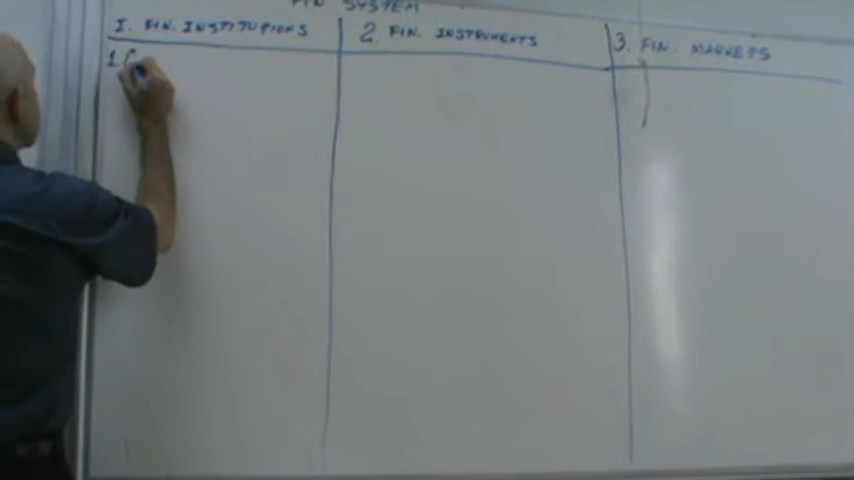 FIN SYSTEM
I. FIN. INSTITUTIONS
2. FIN. INSTRUMENTS
3. FIN. MARKETS
1. C